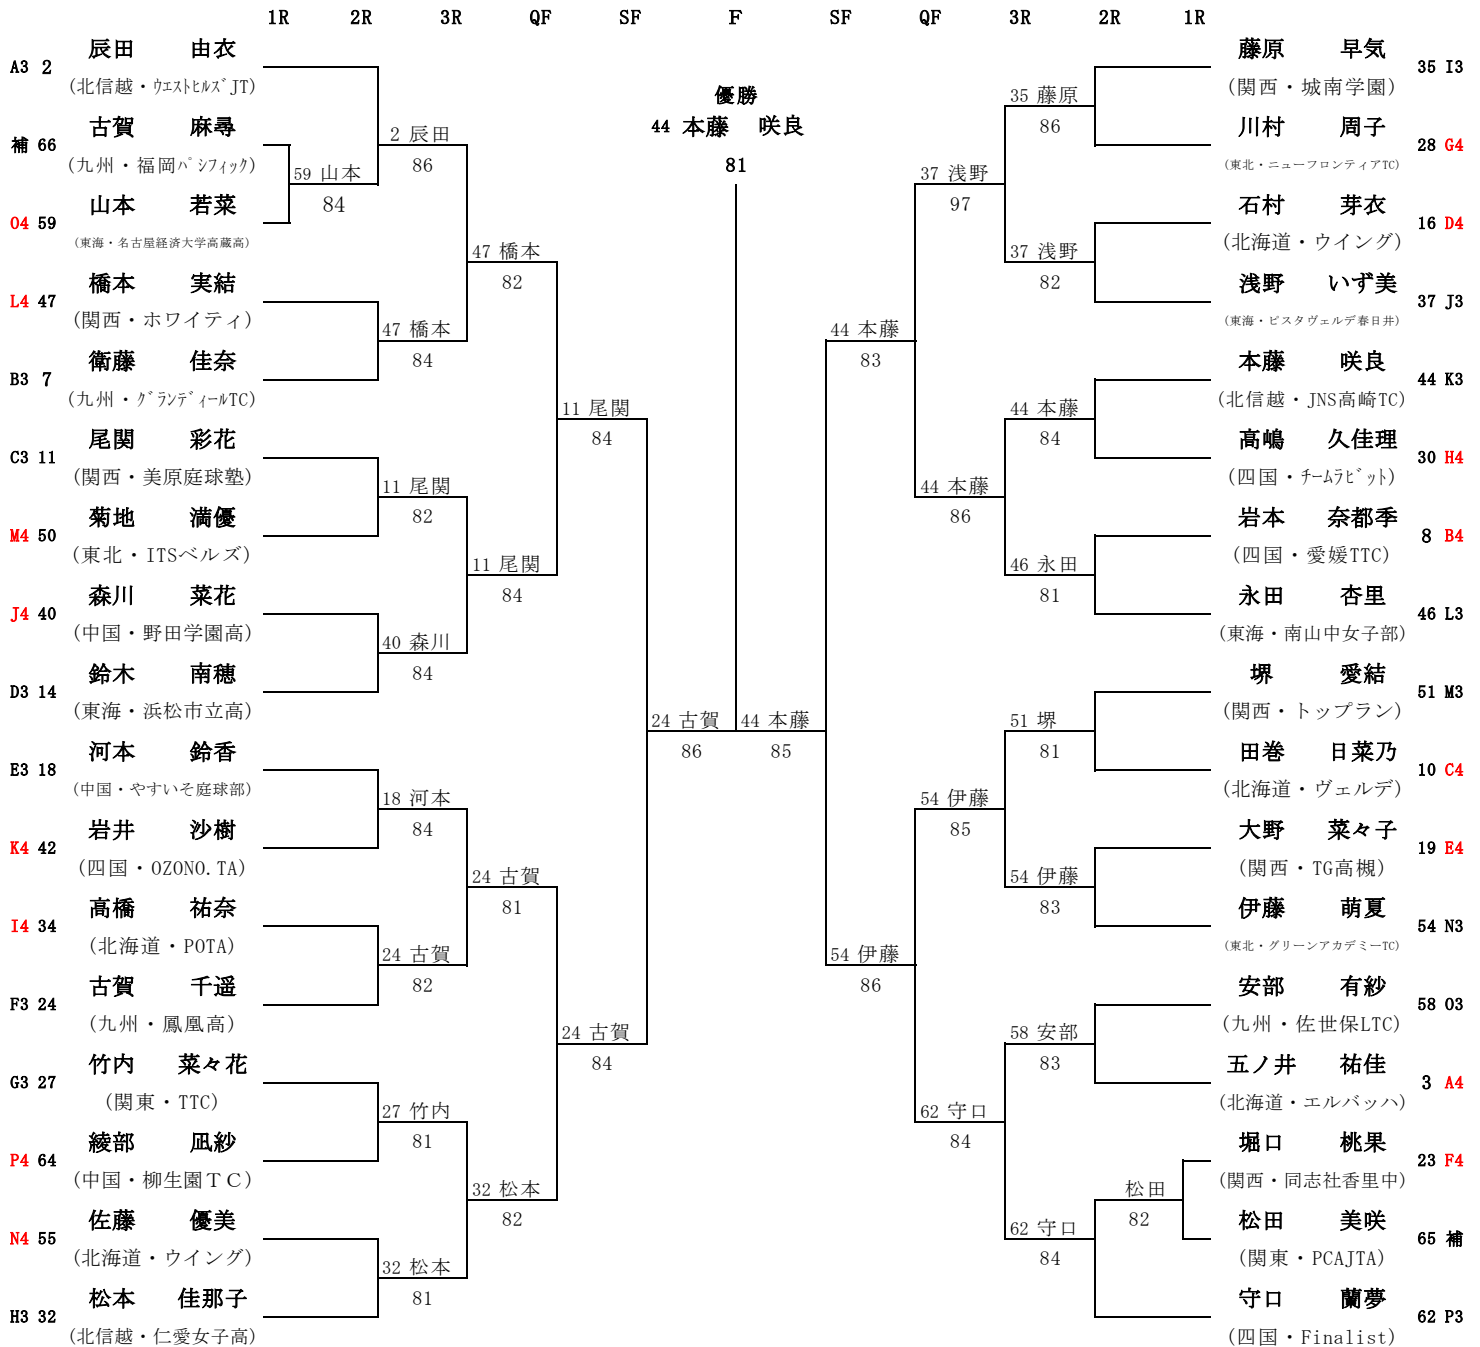 1R 2R 3R QF SF F SF QF 3R 2R 1R
優勝
44 本藤 咲良
81
A3 2 辰田 由衣
(北信越・ウエストヒルズJT)
補 66 古賀 麻尋
(九州・福岡パシフィック)
O4 59 山本 若菜
(東海・名古屋経済大学高蔵高)
L4 47 橋本 実結
(関西・ホワイティ)
B3 7 衛藤 佳奈
(九州・グランディールTC)
C3 11 尾関 彩花
(関西・美原庭球塾)
M4 50 菊地 満優
(東北・ITSベルズ)
J4 40 森川 菜花
(中国・野田学園高)
D3 14 鈴木 南穂
(東海・浜松市立高)
E3 18 河本 鈴香
(中国・やすいそ庭球部)
K4 42 岩井 沙樹
(四国・OZONO.TA)
I4 34 高橋 祐奈
(北海道・POTA)
F3 24 古賀 千遥
(九州・鳳凰高)
G3 27 竹内 菜々花
(関東・TTC)
P4 64 綾部 凪紗
(中国・柳生園TC)
N4 55 佐藤 優美
(北海道・ウイング)
H3 32 松本 佳那子
(北信越・仁愛女子高)
59 山本
84
2 辰田
86
47 橋本
84
11 尾関
82
40 森川
84
18 河本
84
24 古賀
82
27 竹内
81
32 松本
81
47 橋本
82
11 尾関
84
24 古賀
81
32 松本
82
11 尾関
84
24 古賀
84
24 古賀
86
44 本藤
85
44 本藤
83
54 伊藤
86
37 浅野
97
44 本藤
86
54 伊藤
85
62 守口
84
35 藤原
86
37 浅野
82
44 本藤
84
46 永田
81
51 堺
81
54 伊藤
83
58 安部
83
62 守口
84
松田
82
藤原 早気 35 I3
(関西・城南学園)
川村 周子 28 G4
(東北・ニューフロンティアTC)
石村 芽衣 16 D4
(北海道・ウイング)
浅野 いず美 37 J3
(東海・ビスタヴェルデ春日井)
本藤 咲良 44 K3
(北信越・JNS高崎TC)
高嶋 久佳理 30 H4
(四国・チームラビット)
岩本 奈都季 8 B4
(四国・愛媛TTC)
永田 杏里 46 L3
(東海・南山中女子部)
堺 愛結 51 M3
(関西・トップラン)
田巻 日菜乃 10 C4
(北海道・ヴェルデ)
大野 菜々子 19 E4
(関西・TG高槻)
伊藤 萌夏 54 N3
(東北・グリーンアカデミーTC)
安部 有紗 58 O3
(九州・佐世保LTC)
五ノ井 祐佳 3 A4
(北海道・エルバッハ)
堀口 桃果 23 F4
(関西・同志社香里中)
松田 美咲 65 補
(関東・PCAJTA)
守口 蘭夢 62 P3
(四国・Finalist)